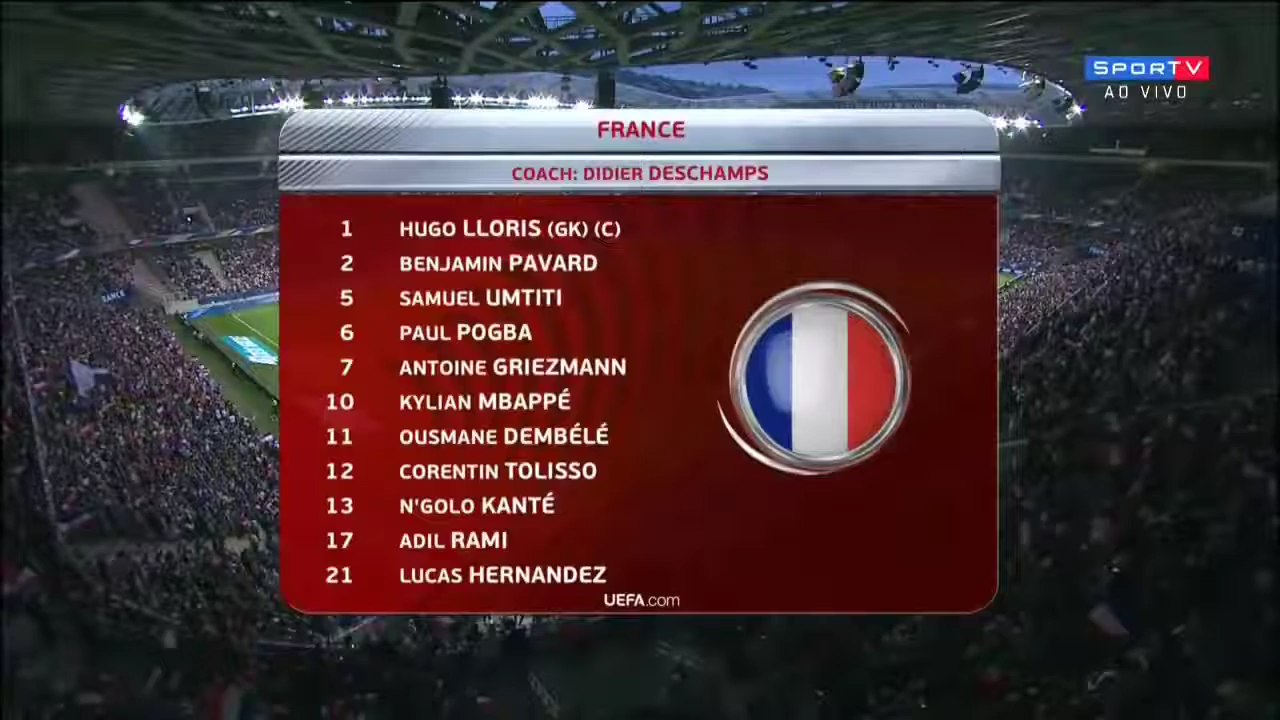 SPORTV
AO VIVO
FRANCE
COACH: DIDIER DESCHAMPS
1 HUGO LLORIS (GK) (C)
2 BENJAMIN PAVARD
5 SAMUEL UMTITI
6 PAUL POGBA
7 ANTOINE GRIEZMANN
10 KYLIAN MBAPPÉ
11 OUSMANE DEMBÉLÉ
12 CORENTIN TOLISSO
13 N'GOLO KANTÉ
17 ADIL RAMI
21 LUCAS HERNANDEZ
UEFA.com